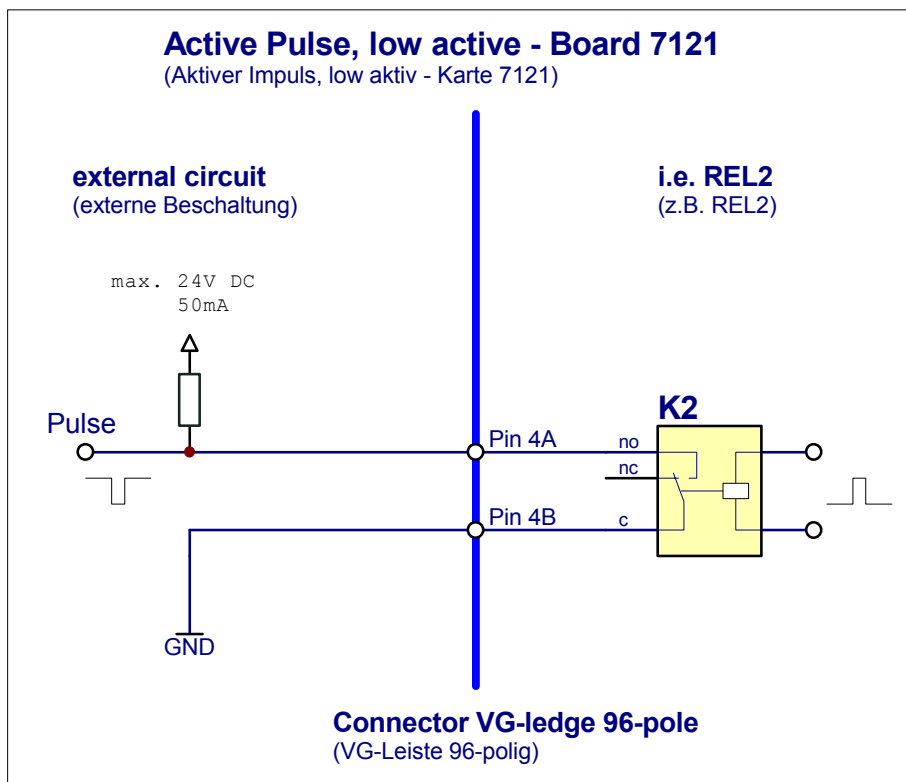 Active Pulse, low active - Board 7121
(Aktiver Impuls, low aktiv - Karte 7121)
external circuit
(externe Beschaltung)
i.e. REL2
(z.B. REL2)
max. 24V DC
50mA
Pulse
Pin 4A
no
K2
nc
Pin 4B
c
GND
Connector VG-ledge 96-pole
(VG-Leiste 96-polig)